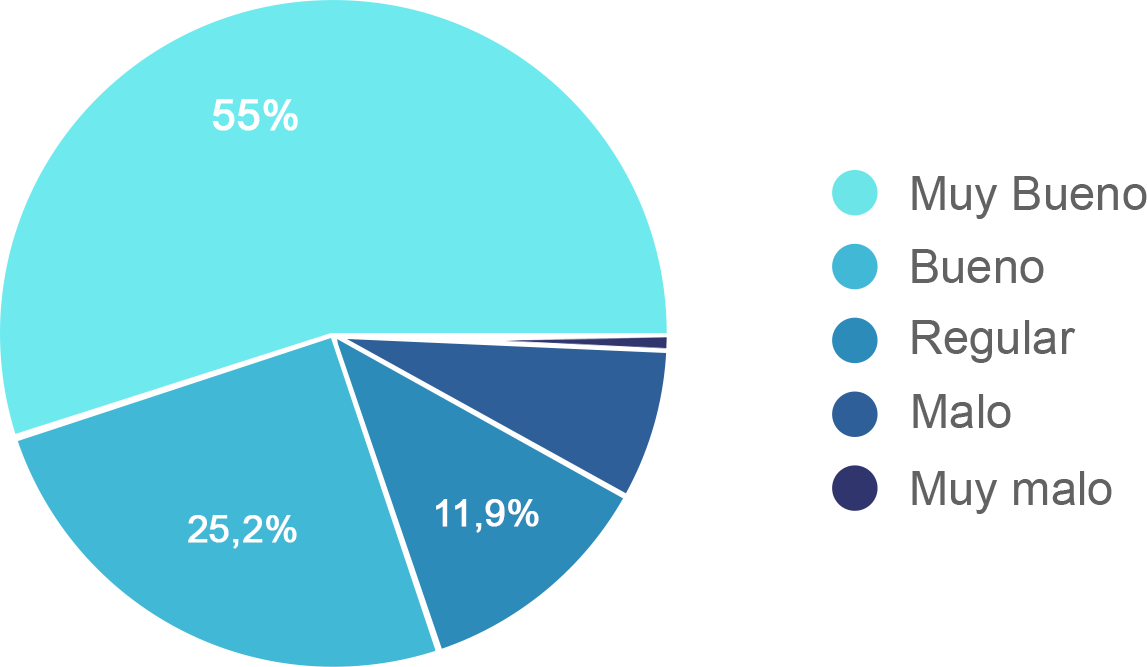 55%
25,2%
11,9%
Muy Bueno
Bueno
Regular
Malo
Muy malo